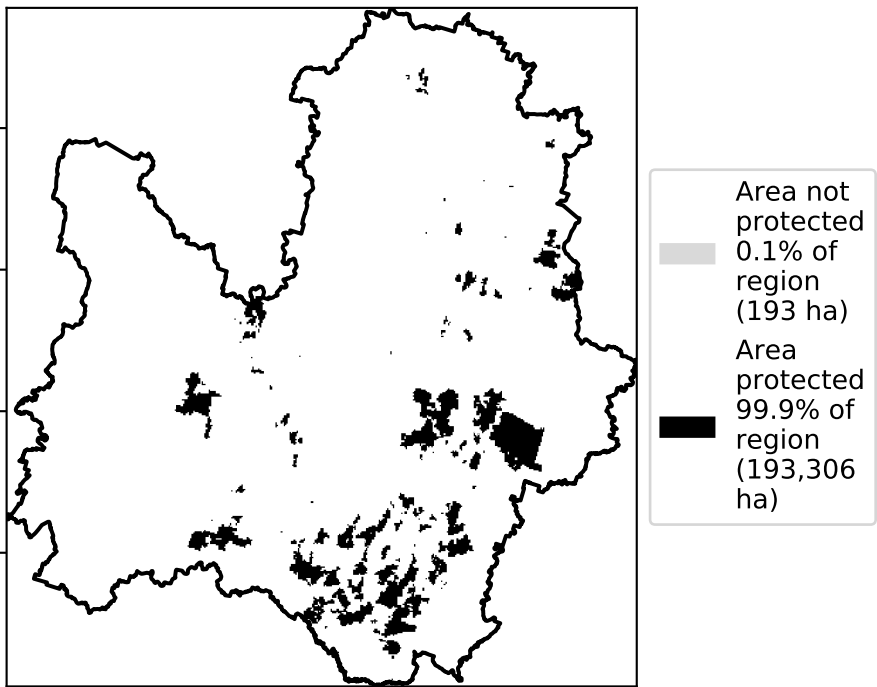 Area not
protected
0.1% of
region
(193 ha)
Area
protected
99.9% of
region
(193,306
ha)